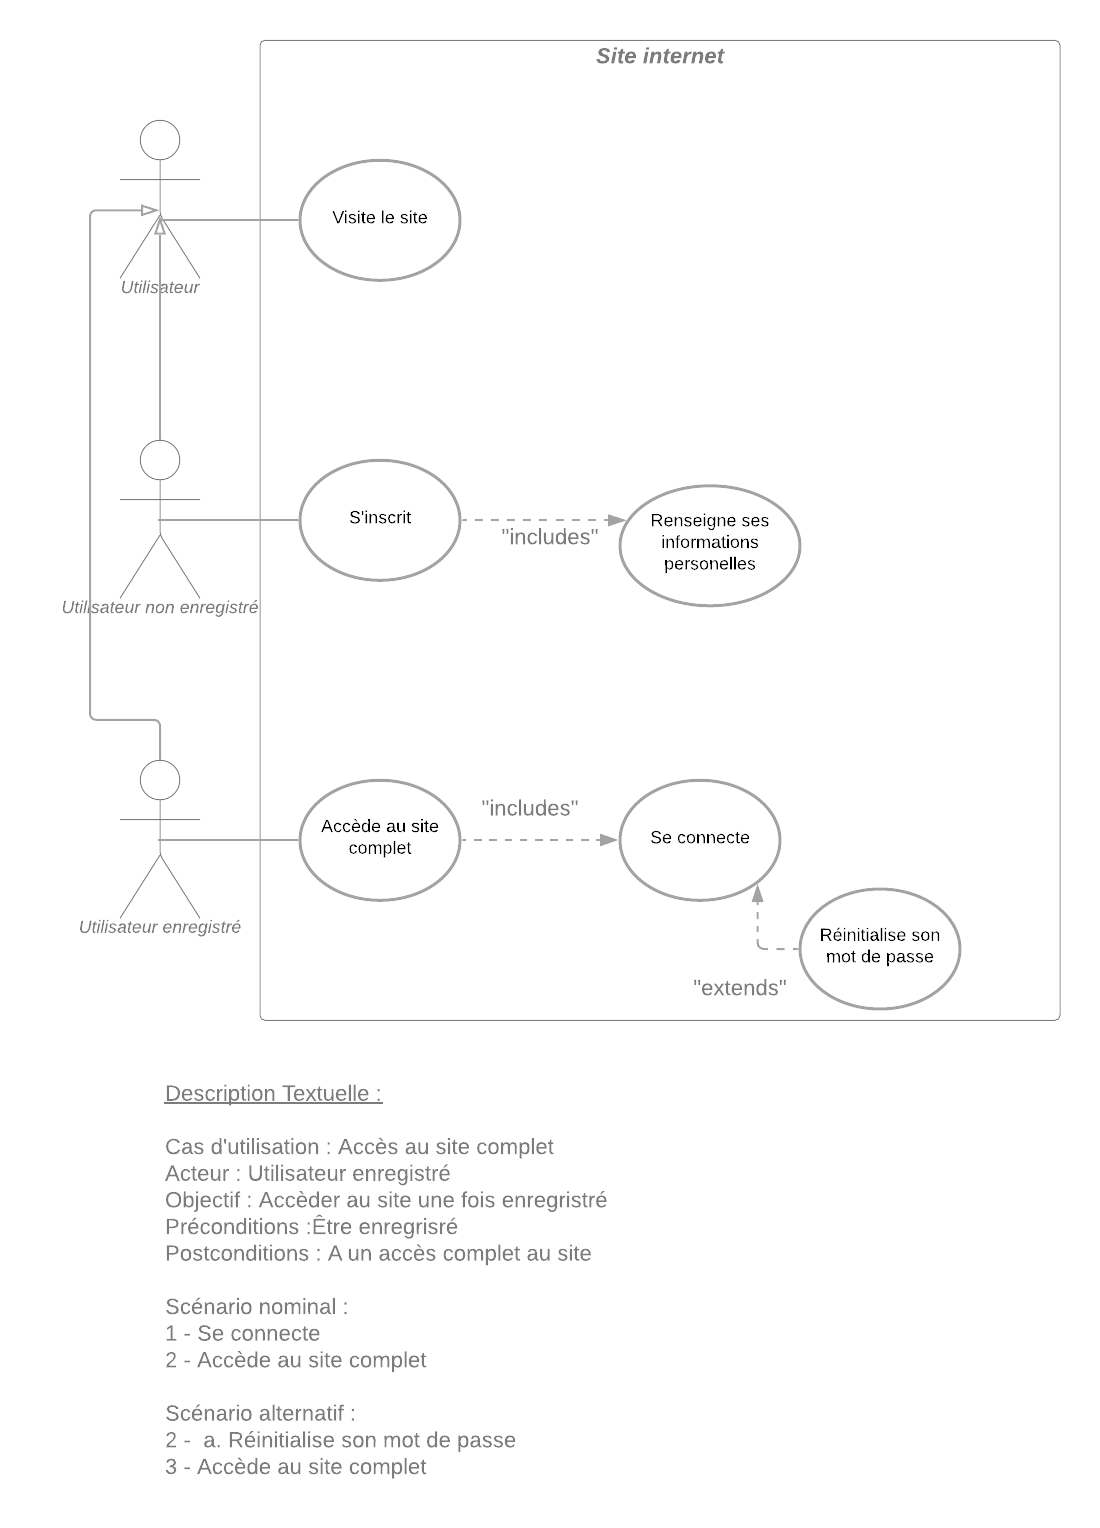 Site internet
Visite le site
Utilisateur
S'inscrit
"includes"
Renseigne ses
informations
personelles
Utilisateur non enregistré
Accède au site
complet
"includes"
Se connecte
Utilisateur enregistré
Réinitialise son
mot de passe
"extends"
Description Textuelle :
Cas d'utilisation : Accès au site complet
Acteur : Utilisateur enregistré
Objectif : Accèder au site une fois enregristré
Préconditions :Être enregrisré
Postconditions : A un accès complet au site
Scénario nominal :
1 - Se connecte
2 - Accède au site complet
Scénario alternatif :
2 -  a. Réinitialise son mot de passe
3 - Accède au site complet